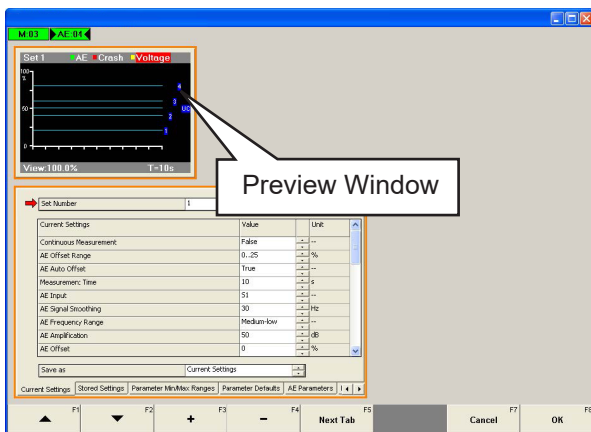 M:03 AE:04
Set 1 AE Crash Voltage
100
%
4
3
50
UC
2
1
0
View:100.0% T=10s
Preview Window
Set Number 1
Current Settings Value Unit
Continuous Measurement False --
AE Offset Range 0..25 %
AE Auto Offset True --
Measurement Time 10 s
AE Input S1 --
AE Signal Smoothing 30 Hz
AE Frequency Range Medium-low --
AE Amplification 50 dB
AE Offset 0 %
Save as Current Settings
Current Settings Stored Settings Parameter Min/Max Ranges Parameter Defaults AE Parameters
F1 F2 F3 F4 F5 F7 F8
+ - Next Tab Cancel OK